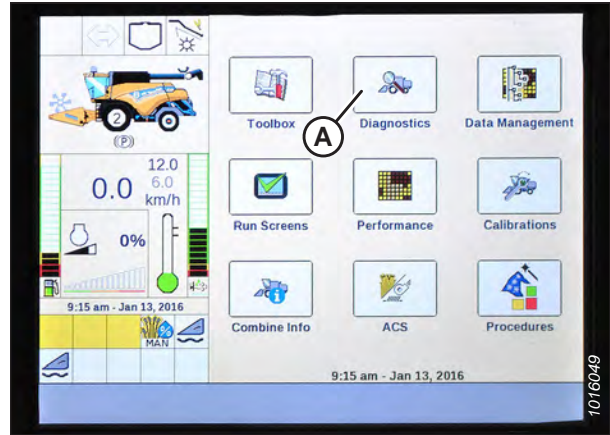 Toolbox
Diagnostics
Data Management
A
1
2
(P)
12.0
6.0
0.0
km/h
0%
Run Screens
Performance
Calibrations
9:15 am - Jan 13, 2016
MAN
Combine Info
ACS
Procedures
9:15 am - Jan 13, 2016
1016049